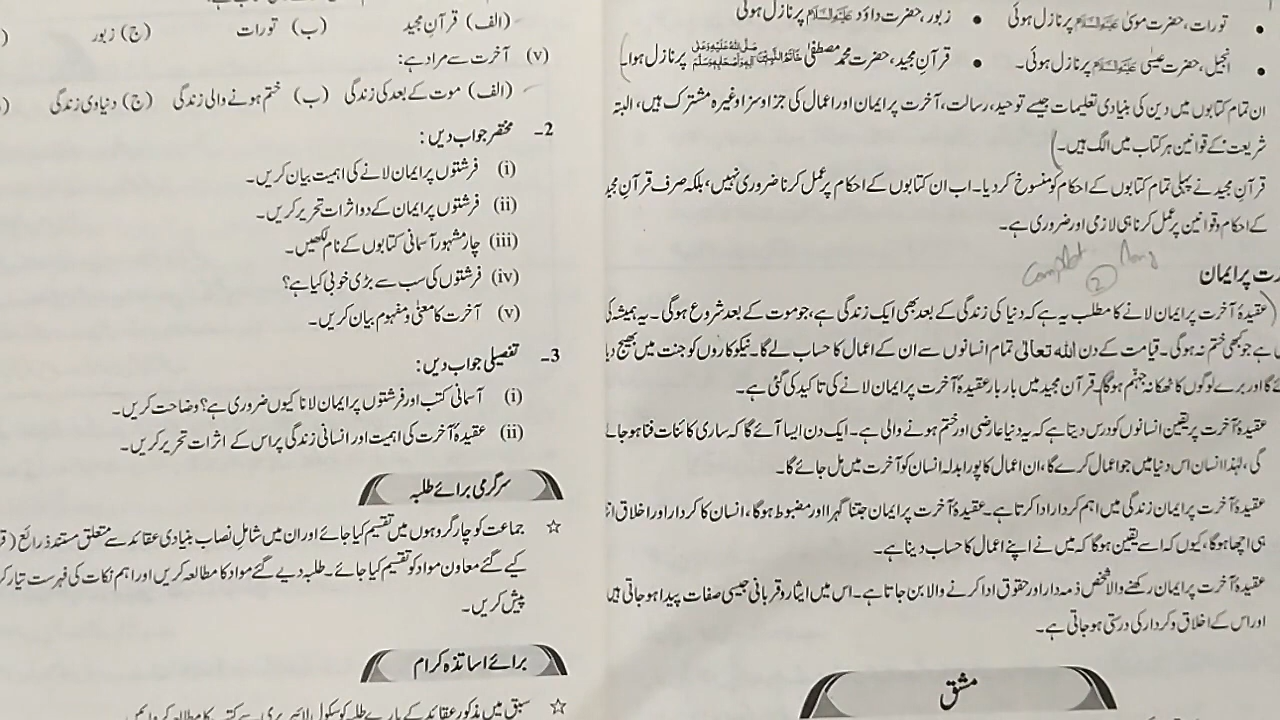 تورات، حضرت موسیٰ علیہ السلام پر نازل ہوئی • زبور، حضرت داؤد علیہ السلام پر نازل ہوئی
انجیل، حضرت عیسیٰ علیہ السلام پر نازل ہوئی۔ • قرآنِ مجید، حضرت محمد مصطفیٰ خاتم النبیین صلی اللہ علیہ وعلیٰ آلہ واصحابہ وسلم پر نازل ہوا۔
ان تمام کتابوں میں دین کی بنیادی تعلیمات جیسے توحید، رسالت، آخرت پر ایمان اور اعمال کی جزا و سزا وغیرہ مشترک ہیں، البتہ
شریعت کے قوانین ہر کتاب میں الگ ہیں۔
قرآنِ مجید نے پہلی تمام کتابوں کے احکام کو منسوخ کر دیا۔ اب ان کتابوں کے احکام پر عمل کرنا ضروری نہیں، بلکہ صرف قرآنِ مجید
کے احکام و قوانین پر عمل کرنا ہی لازمی اور ضروری ہے۔
پر ایمان
عقیدۂ آخرت پر ایمان لانے کا مطلب یہ ہے کہ دنیا کی زندگی کے بعد بھی ایک زندگی ہے، جو موت کے بعد شروع ہوگی۔ یہ ہمیشہ کی
ہے جو کبھی ختم نہ ہوگی۔ قیامت کے دن اللہ تعالیٰ تمام انسانوں سے ان کے اعمال کا حساب لے گا۔ نیکوکاروں کو جنت میں بھیج
گا اور برے لوگوں کا ٹھکانہ جہنم ہوگا۔ قرآنِ مجید میں بار بار عقیدۂ آخرت پر ایمان لانے کی تاکید کی گئی ہے۔
عقیدۂ آخرت پر یقین انسانوں کو درس دیتا ہے کہ یہ دنیا عارضی اور ختم ہونے والی ہے۔ ایک دن ایسا آئے گا کہ ساری کائنات فنا ہو جائے
گی، لہٰذا انسان اس دنیا میں جو اعمال کرے گا، ان اعمال کا پورا بدلہ انسان کو آخرت میں مل جائے گا۔
عقیدۂ آخرت پر ایمان زندگی میں اہم کردار ادا کرتا ہے۔ عقیدۂ آخرت پر ایمان جتنا گہرا اور مضبوط ہوگا، انسان کا کردار اور اخلاق
ہی اچھا ہوگا، کیوں کہ اسے یقین ہوگا کہ میں نے اپنے اعمال کا حساب دینا ہے۔
عقیدۂ آخرت پر ایمان رکھنے والا شخص ذمہ دار اور حقوق ادا کرنے والا بن جاتا ہے۔ اس میں ایثار و قربانی جیسی صفات پیدا ہو جاتی ہیں
اور اس کے اخلاق و کردار کی درستی ہو جاتی ہے۔
مشق
(الف) قرآنِ مجید (ب) تورات (ج) زبور
(v) آخرت سے مراد ہے:
(الف) موت کے بعد کی زندگی (ب) ختم ہونے والی زندگی (ج) دنیاوی زندگی
2- مختصر جواب دیں:
(i) فرشتوں پر ایمان لانے کی اہمیت بیان کریں۔
(ii) فرشتوں پر ایمان کے دو اثرات تحریر کریں۔
(iii) چار مشہور آسمانی کتابوں کے نام لکھیں۔
(iv) فرشتوں کی سب سے بڑی خوبی کیا ہے؟
(v) آخرت کا معنیٰ و مفہوم بیان کریں۔
3- تفصیلی جواب دیں:
(i) آسمانی کتب اور فرشتوں پر ایمان لانا کیوں ضروری ہے؟ وضاحت کریں۔
(ii) عقیدۂ آخرت کی اہمیت اور انسانی زندگی پر اس کے اثرات تحریر کریں۔
سرگرمی برائے طلبہ
☆ جماعت کو چار گروہوں میں تقسیم کیا جائے اور ان میں شاملِ نصاب بنیادی عقائد سے متعلق مستند ذرائع
کیے گئے معاون مواد کو تقسیم کیا جائے۔ طلبہ دیے گئے مواد کا مطالعہ کریں اور اہم نکات کی فہرست تیار
پیش کریں۔
برائے اساتذہ کرام
☆ سبق میں مذکور عقائد کے بارے طلبہ کو سکول لائبریری سے کتب کا مطالعہ